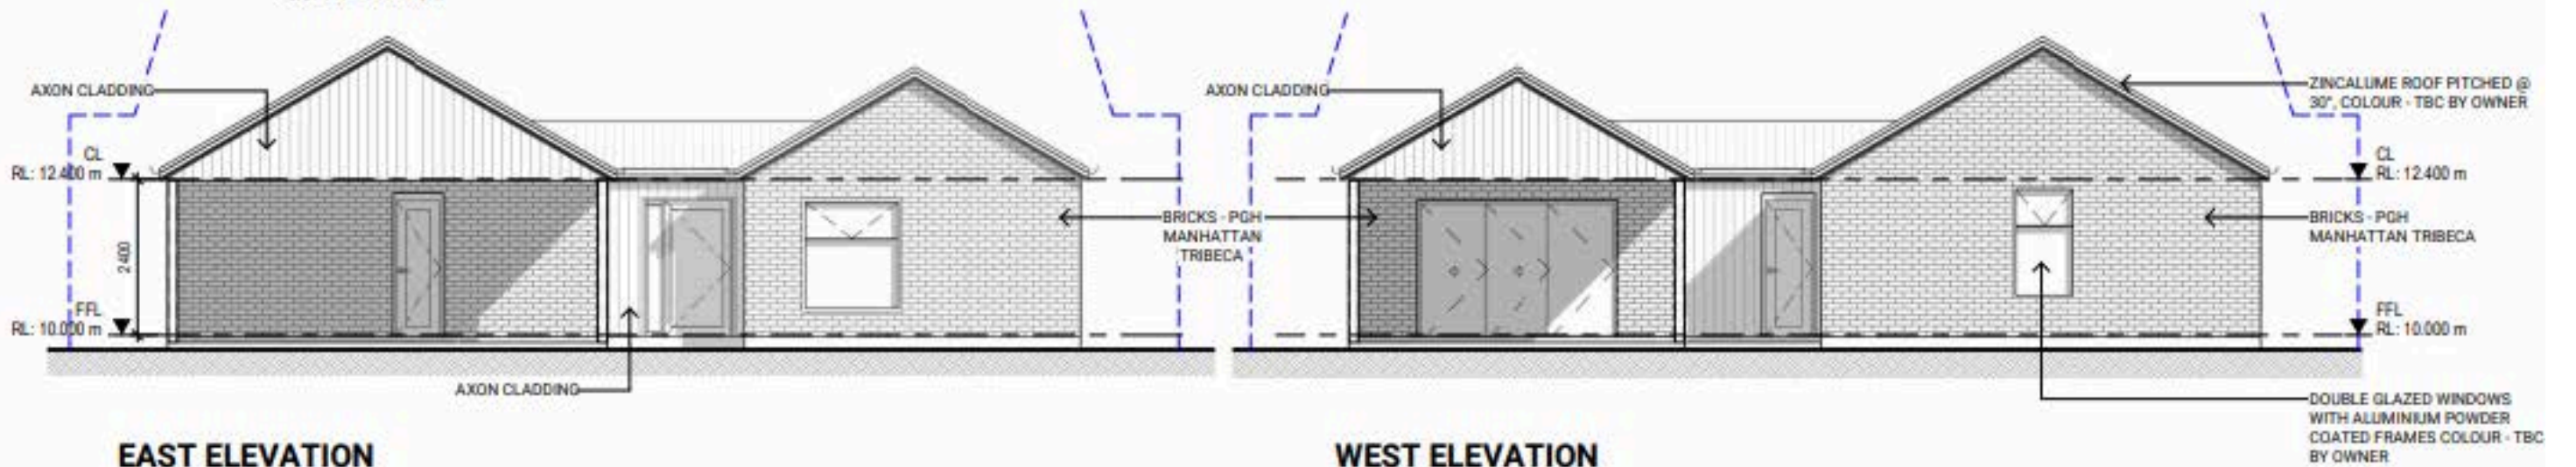 AXON CLADDING
CL
RL: 12.400 m
2400
FFL
RL: 10.000 m
AXON CLADDING
EAST ELEVATION
AXON CLADDING
BRICKS - PGH
MANHATTAN
TRIBECA
ZINCALUME ROOF PITCHED @
30°, COLOUR - TBC BY OWNER
CL
RL: 12.400 m
BRICKS - PGH
MANHATTAN TRIBECA
FFL
RL: 10.000 m
DOUBLE GLAZED WINDOWS
WITH ALUMINIUM POWDER
COATED FRAMES COLOUR - TBC
BY OWNER
WEST ELEVATION